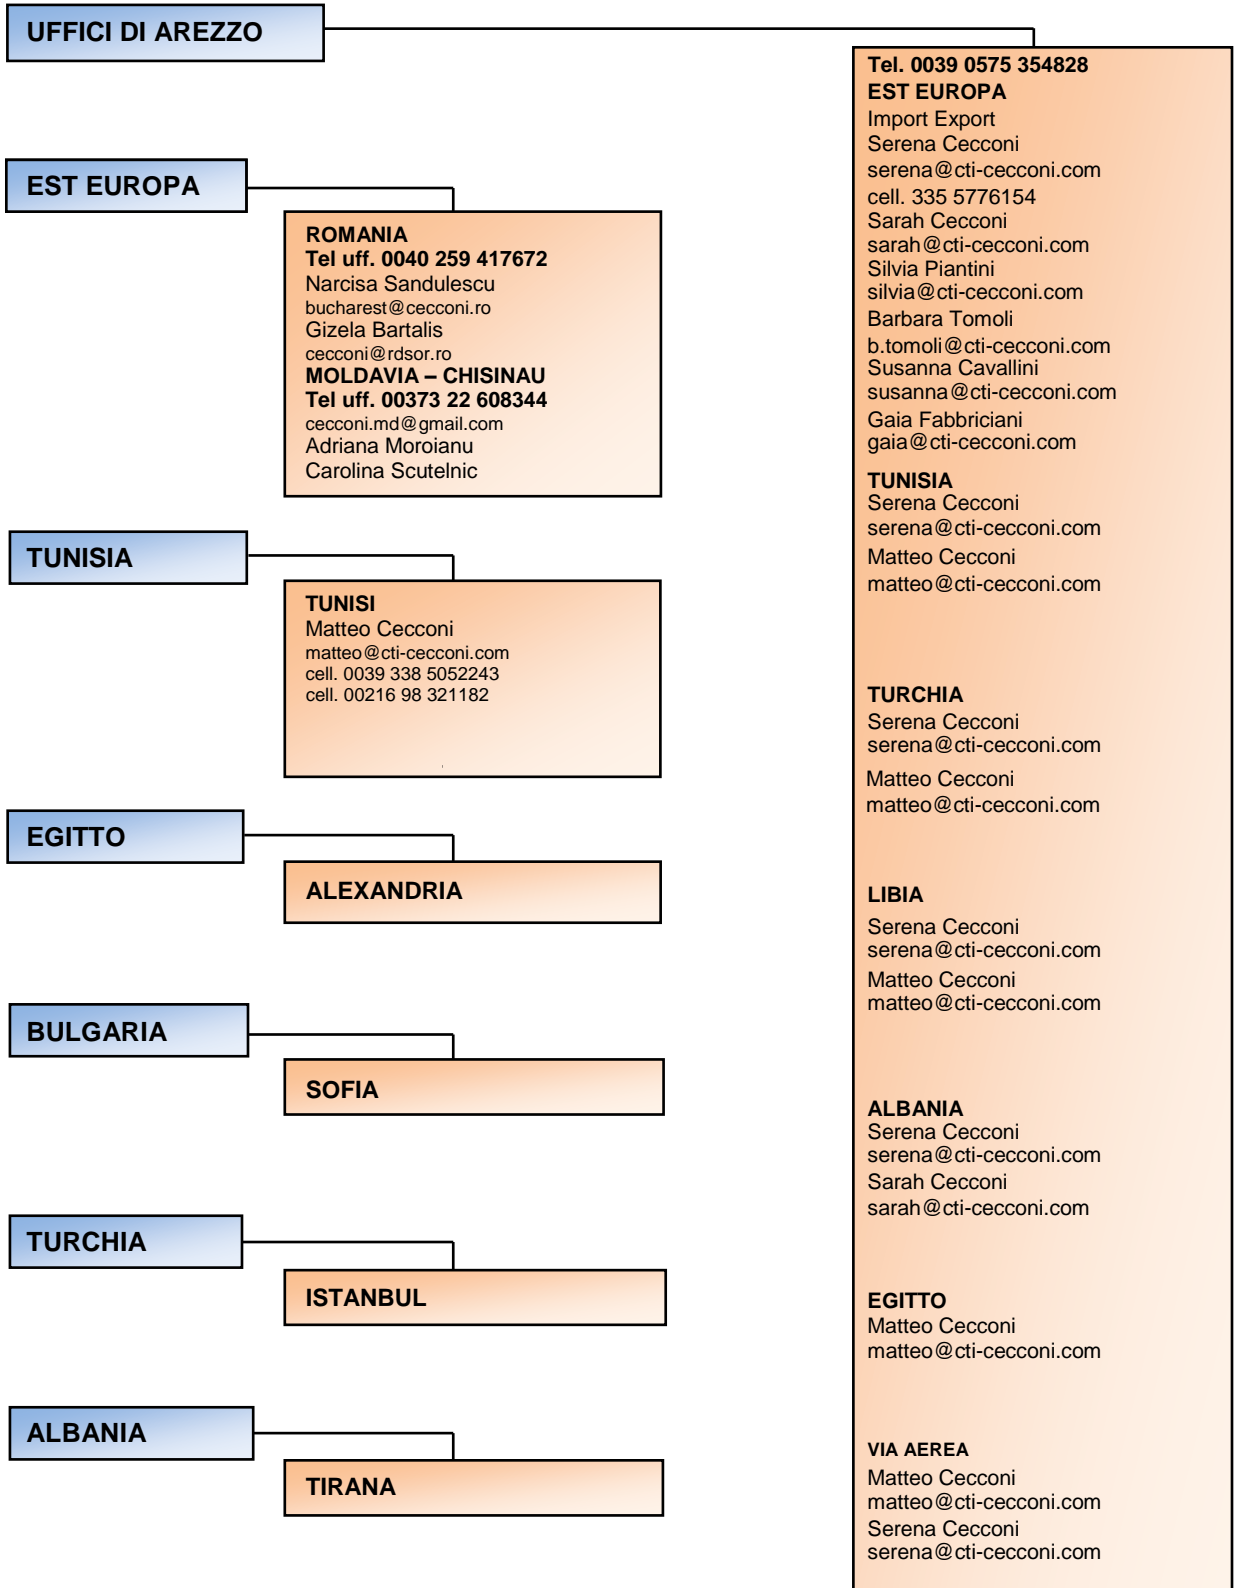 UFFICI DI AREZZO
EST EUROPA
ROMANIA
Tel uff. 0040 259 417672
Narcisa Sandulescu
bucharest@cecconi.ro
Gizela Bartalis
cecconi@rdsor.ro
MOLDAVIA – CHISINAU
Tel uff. 00373 22 608344
cecconi.md@gmail.com
Adriana Moroianu
Carolina Scutelnic
TUNISIA
TUNISI
Matteo Cecconi
matteo@cti-cecconi.com
cell. 0039 338 5052243
cell. 00216 98 321182
EGITTO
ALEXANDRIA
BULGARIA
SOFIA
TURCHIA
ISTANBUL
ALBANIA
TIRANA
Tel. 0039 0575 354828
EST EUROPA
Import Export
Serena Cecconi
serena@cti-cecconi.com
cell. 335 5776154
Sarah Cecconi
sarah@cti-cecconi.com
Silvia Piantini
silvia@cti-cecconi.com
Barbara Tomoli
b.tomoli@cti-cecconi.com
Susanna Cavallini
susanna@cti-cecconi.com
Gaia Fabbriciani
gaia@cti-cecconi.com
TUNISIA
Serena Cecconi
serena@cti-cecconi.com
Matteo Cecconi
matteo@cti-cecconi.com
TURCHIA
Serena Cecconi
serena@cti-cecconi.com
Matteo Cecconi
matteo@cti-cecconi.com
LIBIA
Serena Cecconi
serena@cti-cecconi.com
Matteo Cecconi
matteo@cti-cecconi.com
ALBANIA
Serena Cecconi
serena@cti-cecconi.com
Sarah Cecconi
sarah@cti-cecconi.com
EGITTO
Matteo Cecconi
matteo@cti-cecconi.com
VIA AEREA
Matteo Cecconi
matteo@cti-cecconi.com
Serena Cecconi
serena@cti-cecconi.com